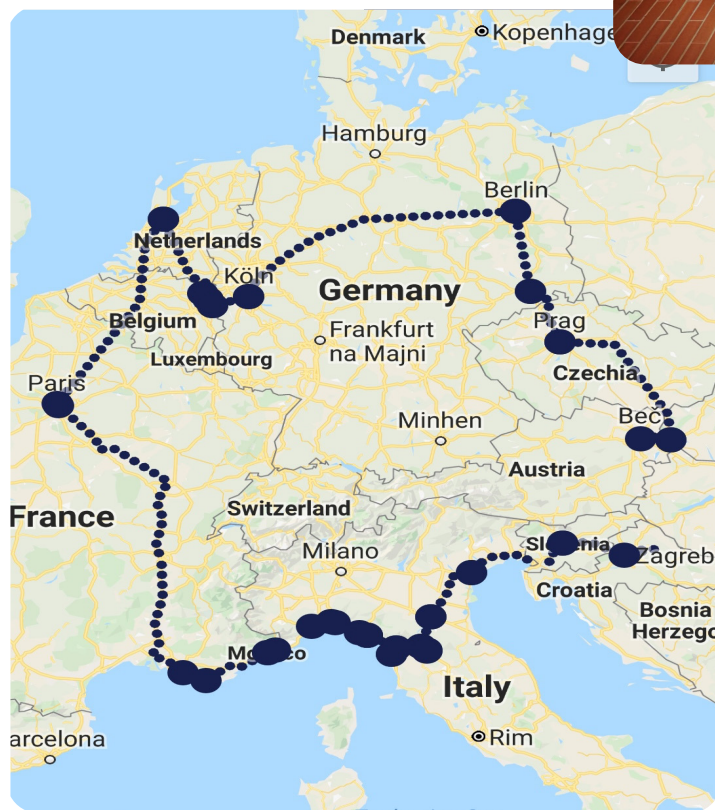 Denmark
Kopenhage
Hamburg
Berlin
Netherlands
Köln
Germany
Belgium
Prag
Frankfurt
na Majni
Luxembourg
Czechia
Paris
Minhen
Beč
Austria
France
Switzerland
Milano
Zagreb
Croatia
Bosnia
Herzego
Italy
arcelona
Rim